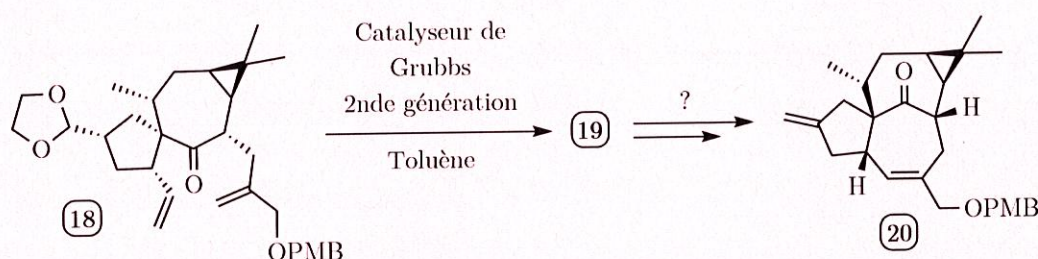 Catalyseur de
Grubbs
2nde génération
Toluène
?
O
O
O
OPMB
18
19
O
H
H
OPMB
20